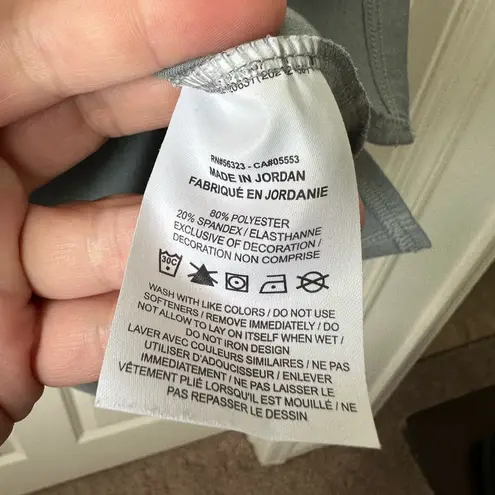 RN#56323 - CA#05553
MADE IN JORDAN
FABRIQUÉ EN JORDANIE
80% POLYESTER
20% SPANDEX / ELASTHANNE
EXCLUSIVE OF DECORATION /
DECORATION NON COMPRISE
30C
WASH WITH LIKE COLORS / DO NOT USE
SOFTENERS / REMOVE IMMEDIATELY / DO
NOT ALLOW TO LAY ON ITSELF WHEN WET /
DO NOT IRON DESIGN
LAVER AVEC COULEURS SIMILAIRES / NE PAS
UTILISER D'ADOUCISSEUR / ENLEVER
IMMÉDIATEMENT / NE PAS LAISSER LE
VÊTEMENT PLIÉ LORSQU'IL EST MOUILLÉ / NE
PAS REPASSER LE DESSIN